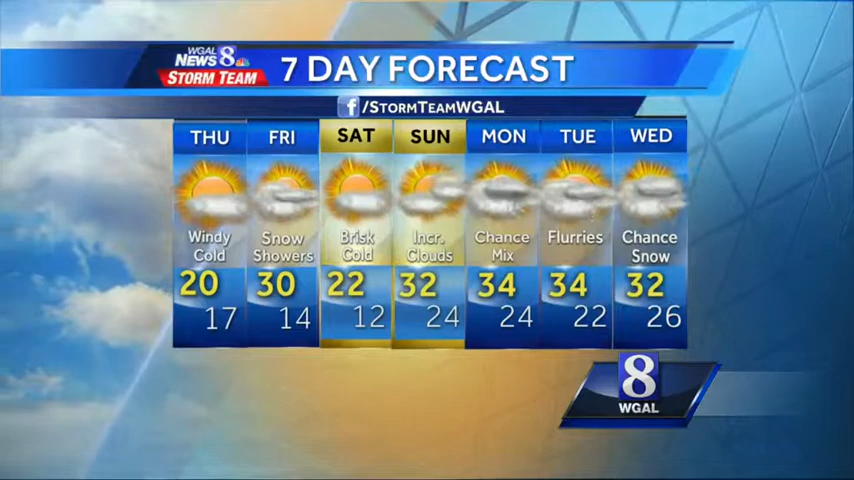 WGAL
NEWS 8
STORM TEAM
7 DAY FORECAST
f/STORMTEAMWGAL
THU FRI SAT SUN MON TUE WED
Windy Cold
Snow Showers
Brisk Cold
Incr. Clouds
Chance Mix
Flurries
Chance Snow
20 30 22 32 34 34 32
17 14 12 24 24 22 26
8
WGAL